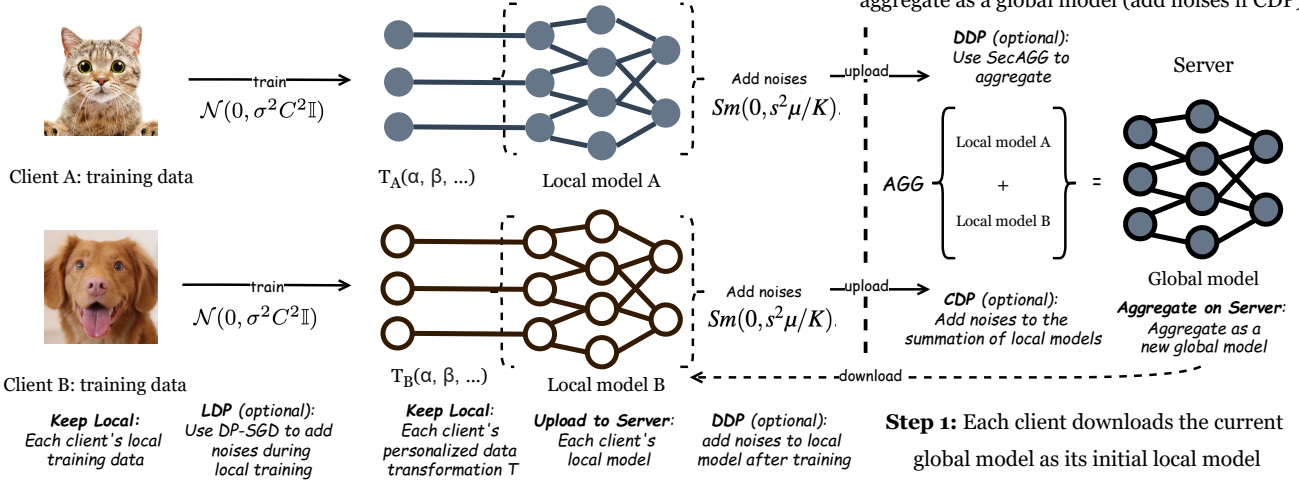 aggregate as a global model (add noises if CDP)
train
N(0, σ²C²𝕀)
Add noises
Sm(0, s²μ/K).
upload
DDP (optional):
Use SecAGG to
aggregate
Server
Client A: training data
T_A(α, β, ...)
Local model A
AGG
Local model A
+
Local model B
=
train
N(0, σ²C²𝕀)
Add noises
Sm(0, s²μ/K).
upload
Global model
CDP (optional):
Add noises to the
summation of local models
Aggregate on Server:
Aggregate as a
new global model
Client B: training data
T_B(α, β, ...)
Local model B
download
Keep Local:
Each client's local
training data
LDP (optional):
Use DP-SGD to add
noises during
local training
Keep Local:
Each client's
personalized data
transformation T
Upload to Server:
Each client's
local model
DDP (optional):
add noises to local
model after training
Step 1: Each client downloads the current
global model as its initial local model